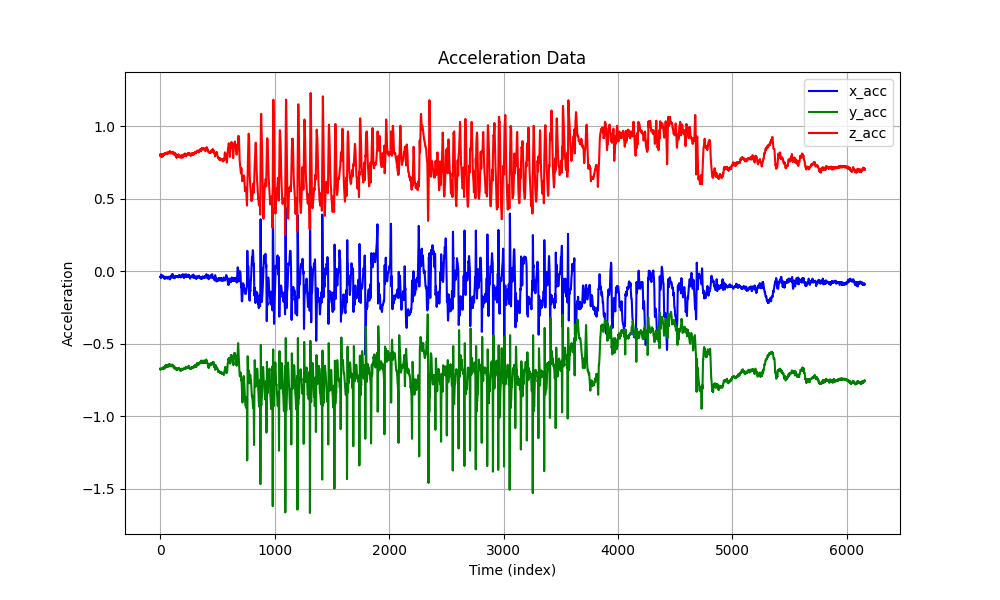 Acceleration Data
x_acc
y_acc
z_acc
1.0
0.5
0.0
−0.5
−1.0
−1.5
Acceleration
0 1000 2000 3000 4000 5000 6000
Time (index)